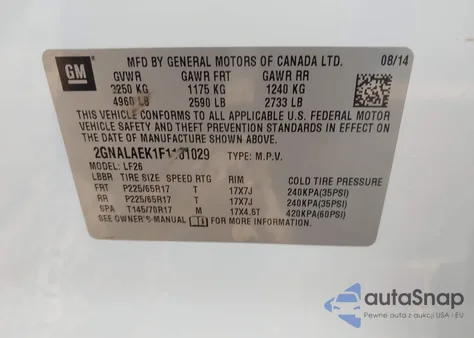 GM MFD BY GENERAL MOTORS OF CANADA LTD. 08/14
GVWR GAWR FRT GAWR RR
3250 KG 1175 KG 1240 KG
4960 LB 2590 LB 2733 LB
THIS VEHICLE CONFORMS TO ALL APPLICABLE U.S. FEDERAL MOTOR
VEHICLE SAFETY AND THEFT PREVENTION STANDARDS IN EFFECT ON
THE DATE OF MANUFACTURE SHOWN ABOVE.
TYPE: M.P.V.
MODEL: LF26
LBBR TIRE SIZE SPEED RTG RIM COLD TIRE PRESSURE
FRT P225/65R17 T 17X7J 240KPA(35PSI)
RR P225/65R17 T 17X7J 240KPA(35PSI)
SPA T145/70R17 M 17X4.5T 420KPA(60PSI)
SEE OWNER'S MANUAL FOR MORE INFORMATION.
autoSnap
Pewne auta z USA i EU